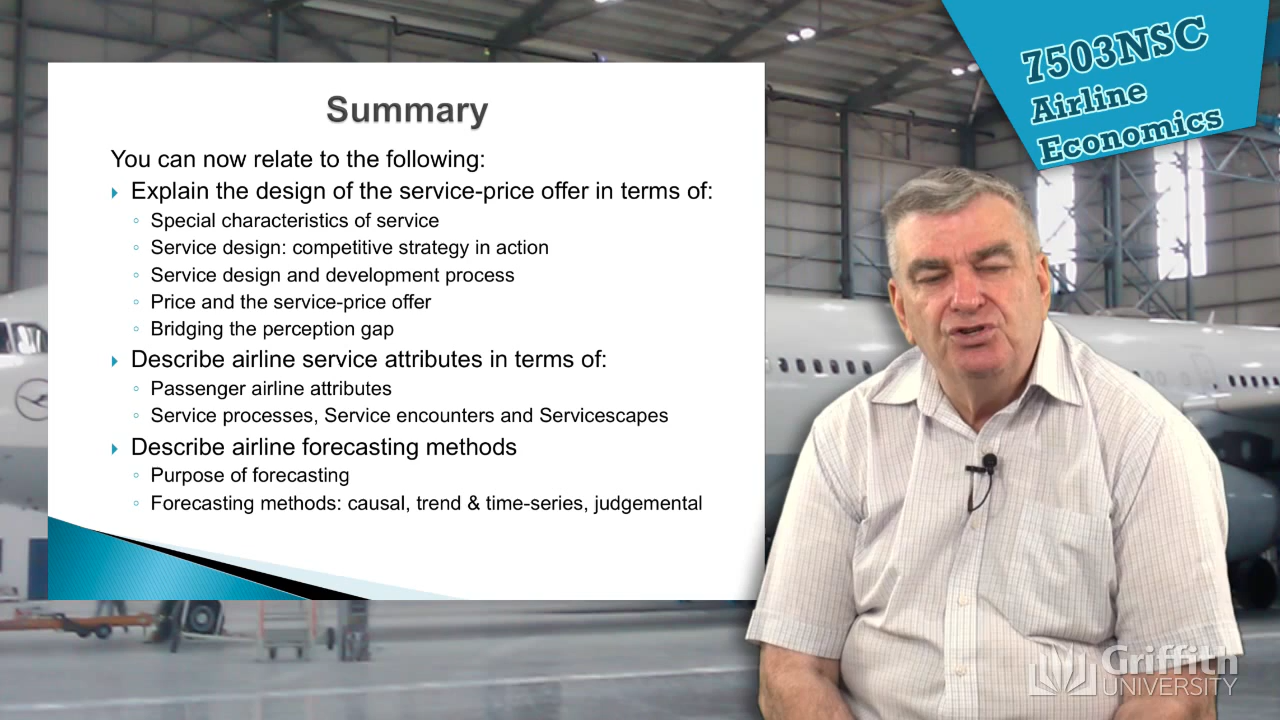 7503NSC
Airline
Economics
Summary
You can now relate to the following:
Explain the design of the service-price offer in terms of:
Special characteristics of service
Service design: competitive strategy in action
Service design and development process
Price and the service-price offer
Bridging the perception gap
Describe airline service attributes in terms of:
Passenger airline attributes
Service processes, Service encounters and Servicescapes
Describe airline forecasting methods
Purpose of forecasting
Forecasting methods: causal, trend & time-series, judgemental
Griffith
UNIVERSITY